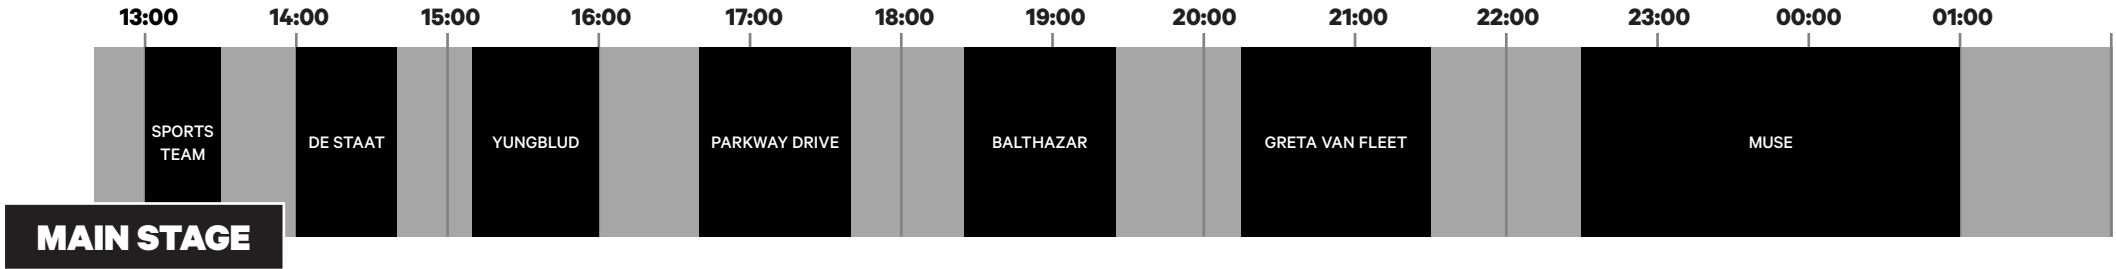 13:00 14:00 15:00 16:00 17:00 18:00 19:00 20:00 21:00 22:00 23:00 00:00 01:00
SPORTS
TEAM
DE STAAT
YUNGBLUD
PARKWAY DRIVE
BALTHAZAR
GRETA VAN FLEET
MUSE
MAIN STAGE